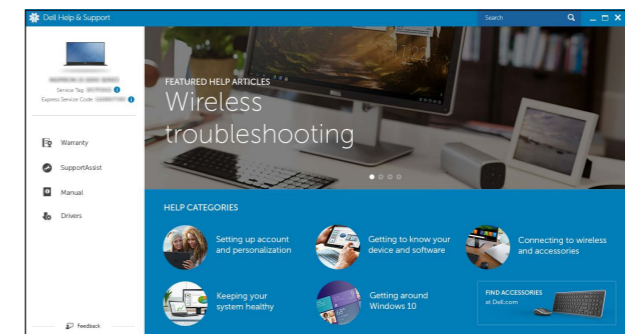 Dell Help & Support
Search
Service Tag:
Express Service Code:
Warranty
SupportAssist
Manual
Drivers
Feedback
FEATURED HELP ARTICLES
Wireless
troubleshooting
HELP CATEGORIES
Setting up account
and personalization
Getting to know your
device and software
Connecting to wireless
and accessories
Keeping your
system healthy
Getting around
Windows 10
FIND ACCESSORIES
at Dell.com